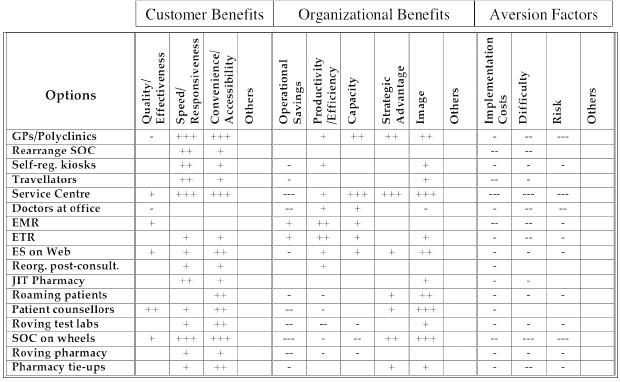 Customer Benefits Organizational Benefits Aversion Factors
Options Quality/ Effectiveness Speed/ Responsiveness Convenience/ Accessibility Others Operational Savings Productivity /Efficiency Capacity Strategic Advantage Image Others Implementation Costs Difficulty Risk Others
GPs/Polyclinics - +++ +++ + ++ ++ ++ - -- ---
Rearrange SOC ++ + -- --
Self-reg. kiosks ++ + - + + - - -
Travellators ++ + - + -- -
Service Centre + +++ +++ --- + +++ +++ +++ --- --- ---
Doctors at office - -- + + - - -- --
EMR + + ++ + -- -- -
ETR + + + ++ + + - -- -
ES on Web + + ++ - + + + ++ - - -
Reorg. post-consult. + + + -
JIT Pharmacy ++ + + - -
Roaming patients ++ - - + ++ - - -
Patient counsellors ++ + ++ -- - + +++ - -
Roving test labs + ++ -- -- - + - - -
SOC on wheels + +++ +++ --- - -- ++ +++ -- --- ---
Roving pharmacy + + -- - - - -
Pharmacy tie-ups + ++ - + + - -- -